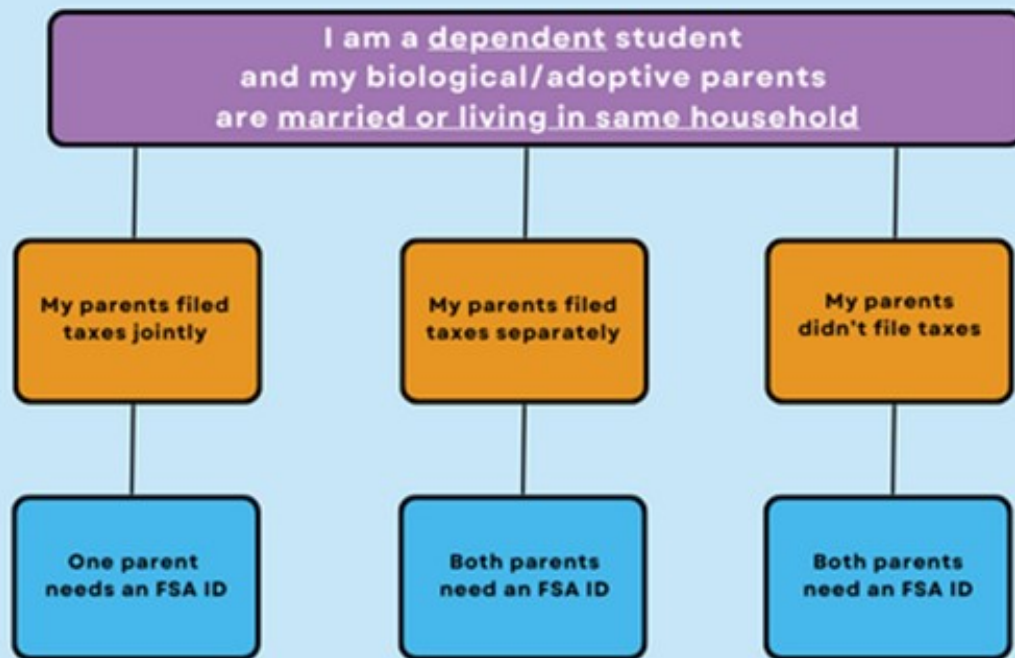 I am a dependent student
and my biological/adoptive parents
are married or living in same household
My parents filed
taxes jointly
My parents filed
taxes separately
My parents
didn't file taxes
One parent
needs an FSA ID
Both parents
need an FSA ID
Both parents
need an FSA ID